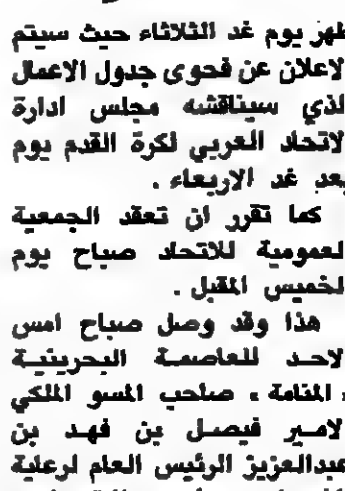 ظهر يوم غد الثلاثاء حيث سيتم
الاعلان عن فحوى جدول الاعمال
الذي سيناقشه مجلس ادارة
الاتحاد العربي لكرة القدم يوم
بعد غد الاربعاء .
كما تقرر ان تعقد الجمعية
العمومية للاتحاد صباح يوم
الخميس المقبل .
هذا وقد وصل صباح امس
الاحد للعاصمة البحرينية
، المنامة ، صاحب السو الملكي
الامير فيصل بن فهد بن
عبدالعزيز الرئيس العام لرعاية